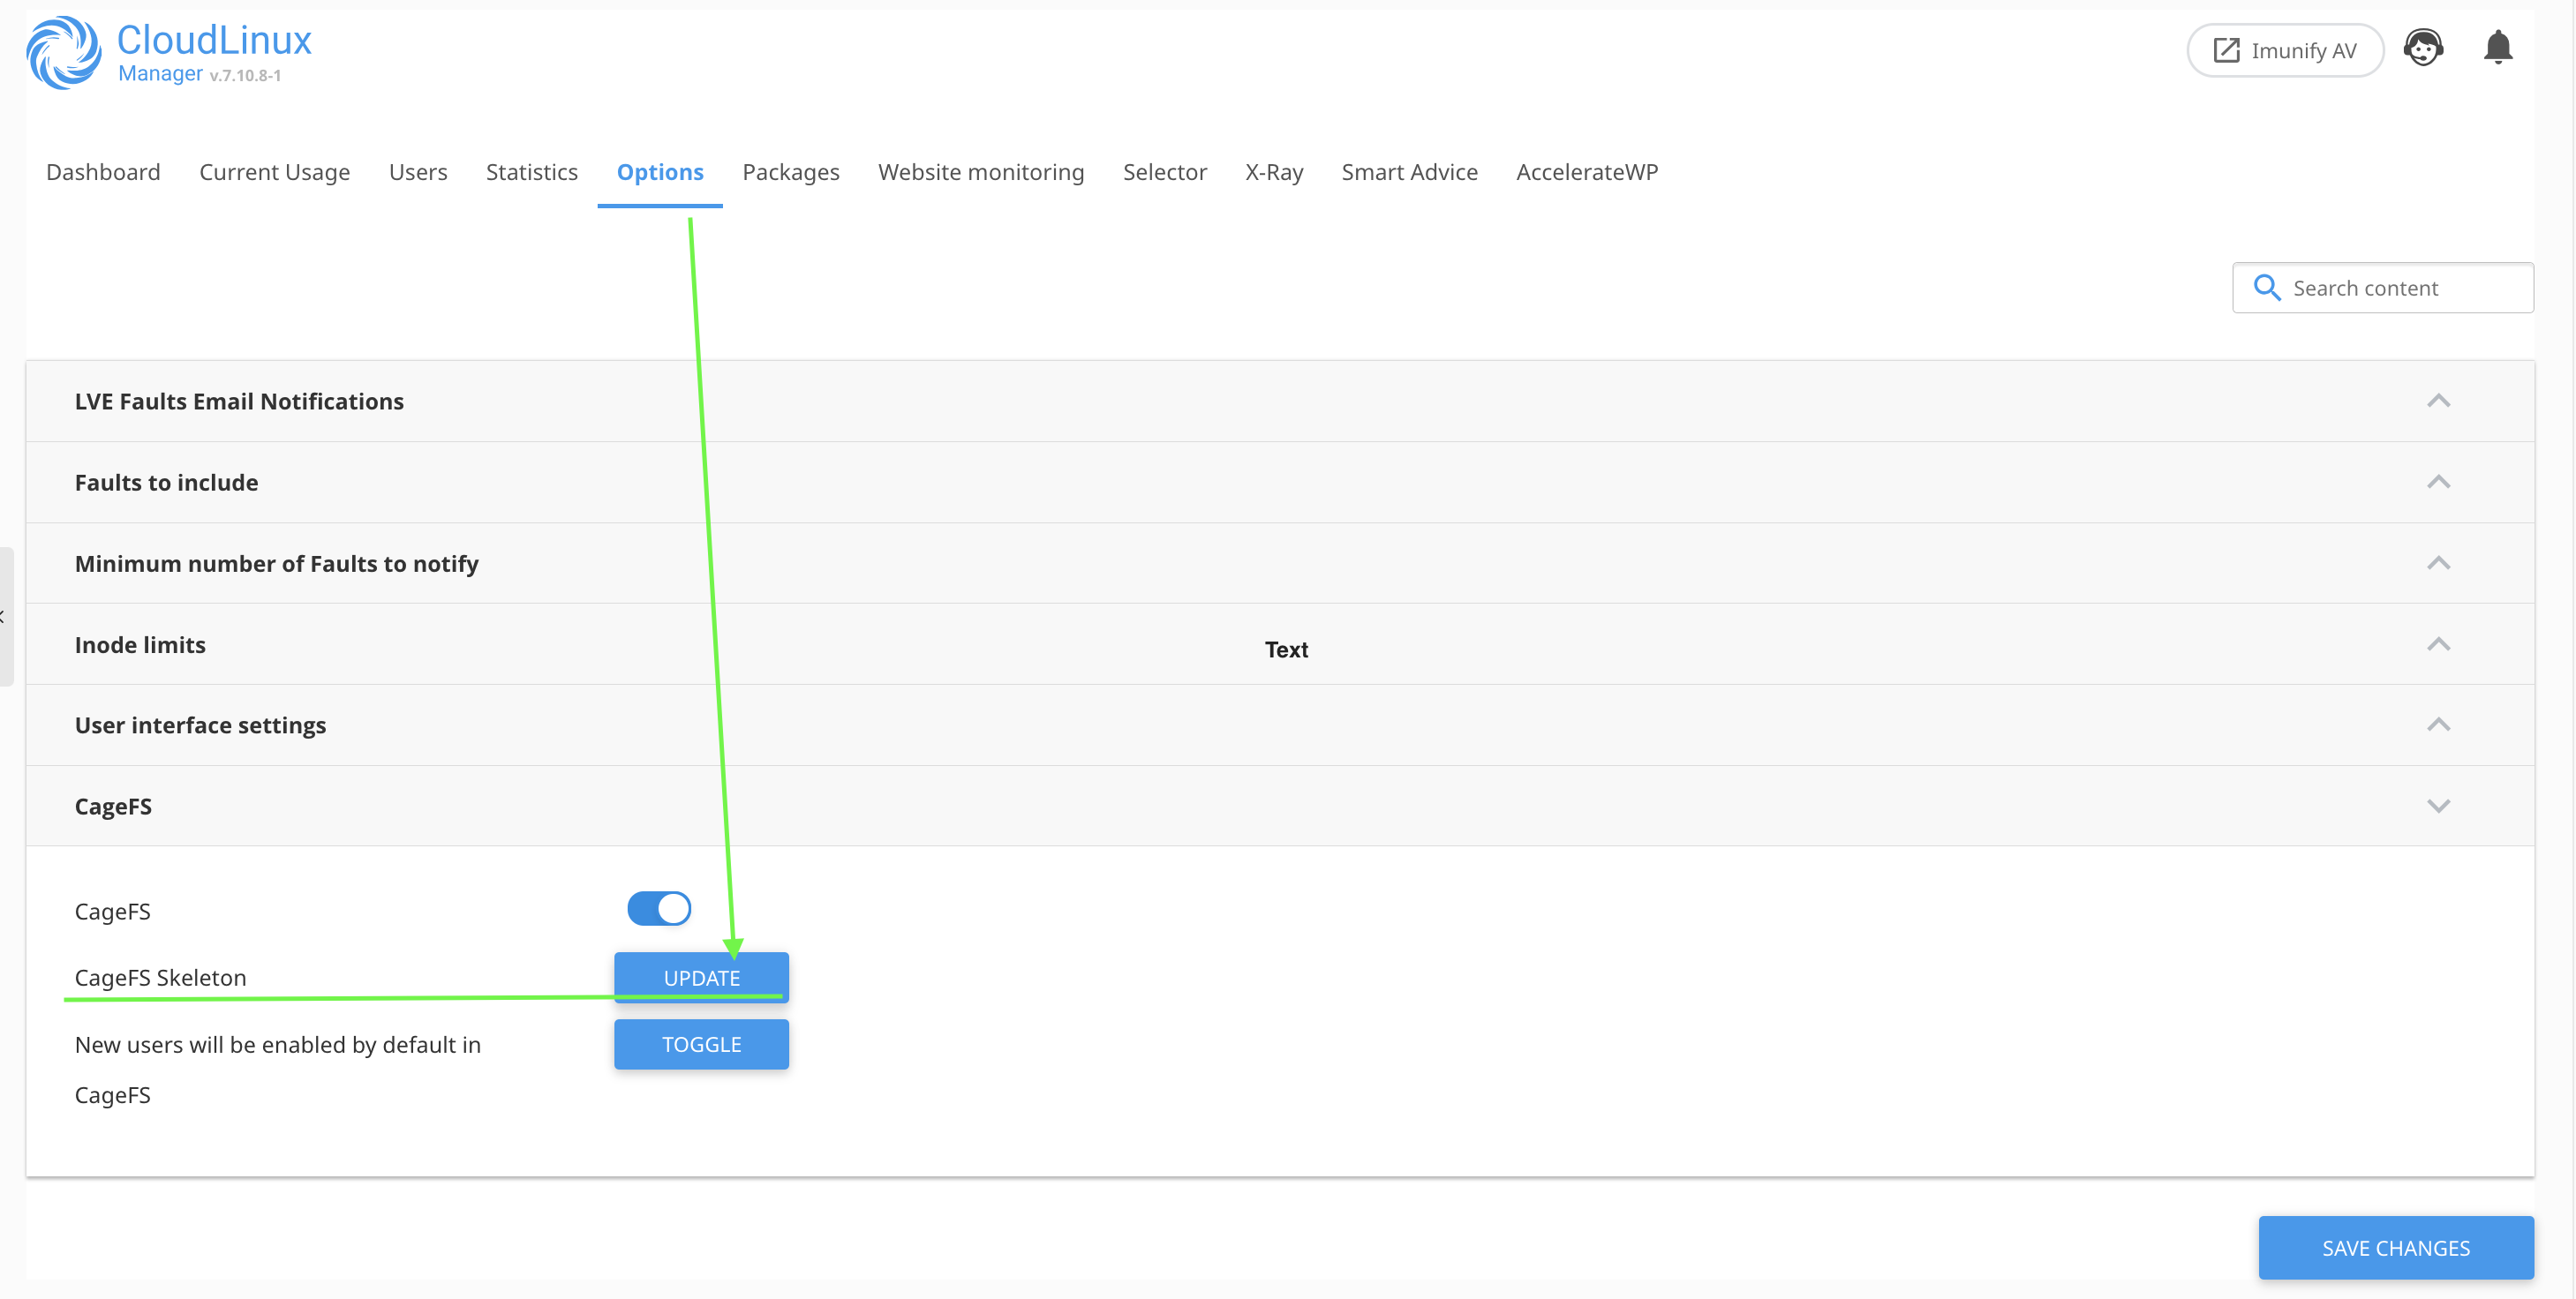 CloudLinux
Manager v.7.10.8-1
Imunify AV
Dashboard Current Usage Users Statistics Options Packages Website monitoring Selector X-Ray Smart Advice AccelerateWP
Search content
LVE Faults Email Notifications
Faults to include
Minimum number of Faults to notify
Inode limits
Text
User interface settings
CageFS
CageFS
CageFS Skeleton UPDATE
New users will be enabled by default in TOGGLE
CageFS
SAVE CHANGES